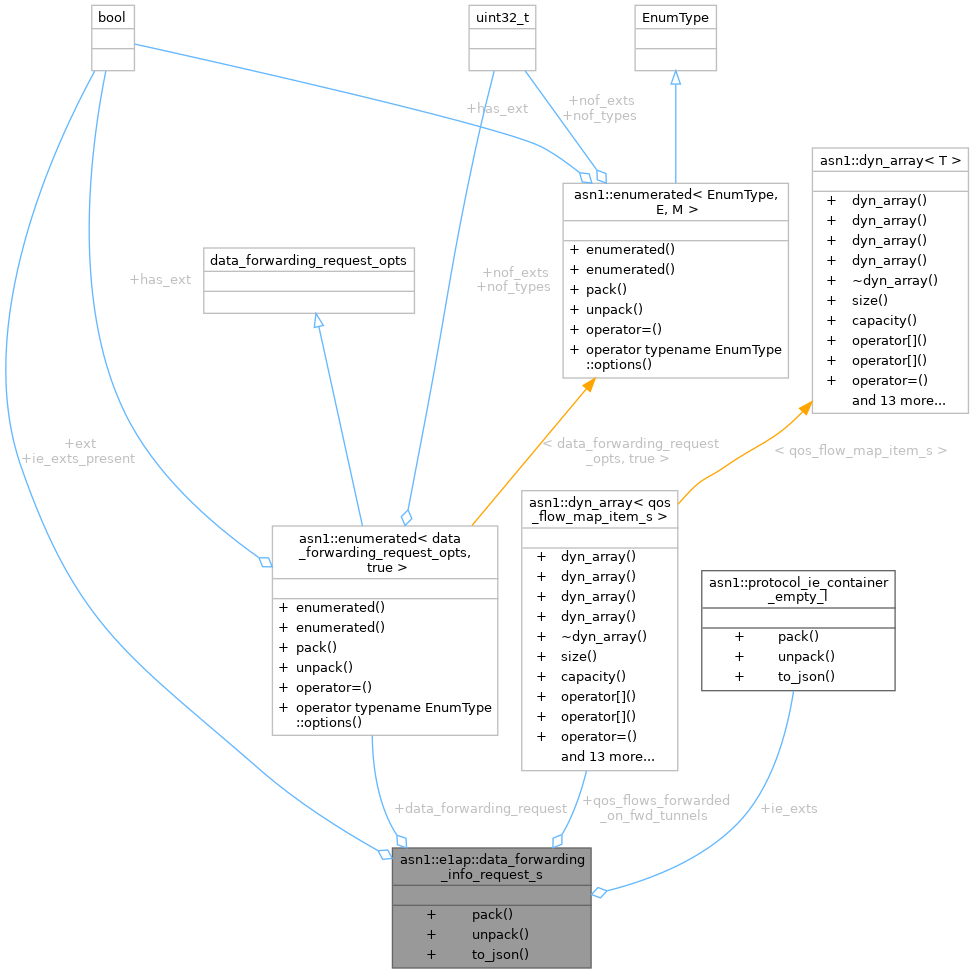 bool
uint32_t
EnumType
+has_ext
+nof_exts
+nof_types
asn1::dyn_array< T >
+ dyn_array()
+ dyn_array()
+ dyn_array()
+ dyn_array()
+ ~dyn_array()
+ size()
+ capacity()
+ operator[]()
+ operator[]()
+ operator=()
and 13 more...
asn1::enumerated< EnumType,
E, M >
+ enumerated()
+ enumerated()
+ pack()
+ unpack()
+ operator=()
+ operator typename EnumType
::options()
data_forwarding_request_opts
+has_ext
+nof_exts
+nof_types
+ext
+ie_exts_present
< data_forwarding_request
_opts, true >
< qos_flow_map_item_s >
asn1::enumerated< data
_forwarding_request_opts,
true >
+ enumerated()
+ enumerated()
+ pack()
+ unpack()
+ operator=()
+ operator typename EnumType
::options()
asn1::dyn_array< qos
_flow_map_item_s >
+ dyn_array()
+ dyn_array()
+ dyn_array()
+ dyn_array()
+ ~dyn_array()
+ size()
+ capacity()
+ operator[]()
+ operator[]()
+ operator=()
and 13 more...
asn1::protocol_ie_container
_empty_l
+ pack()
+ unpack()
+ to_json()
+data_forwarding_request
+qos_flows_forwarded
_on_fwd_tunnels
+ie_exts
asn1::e1ap::data_forwarding
_info_request_s
+ pack()
+ unpack()
+ to_json()